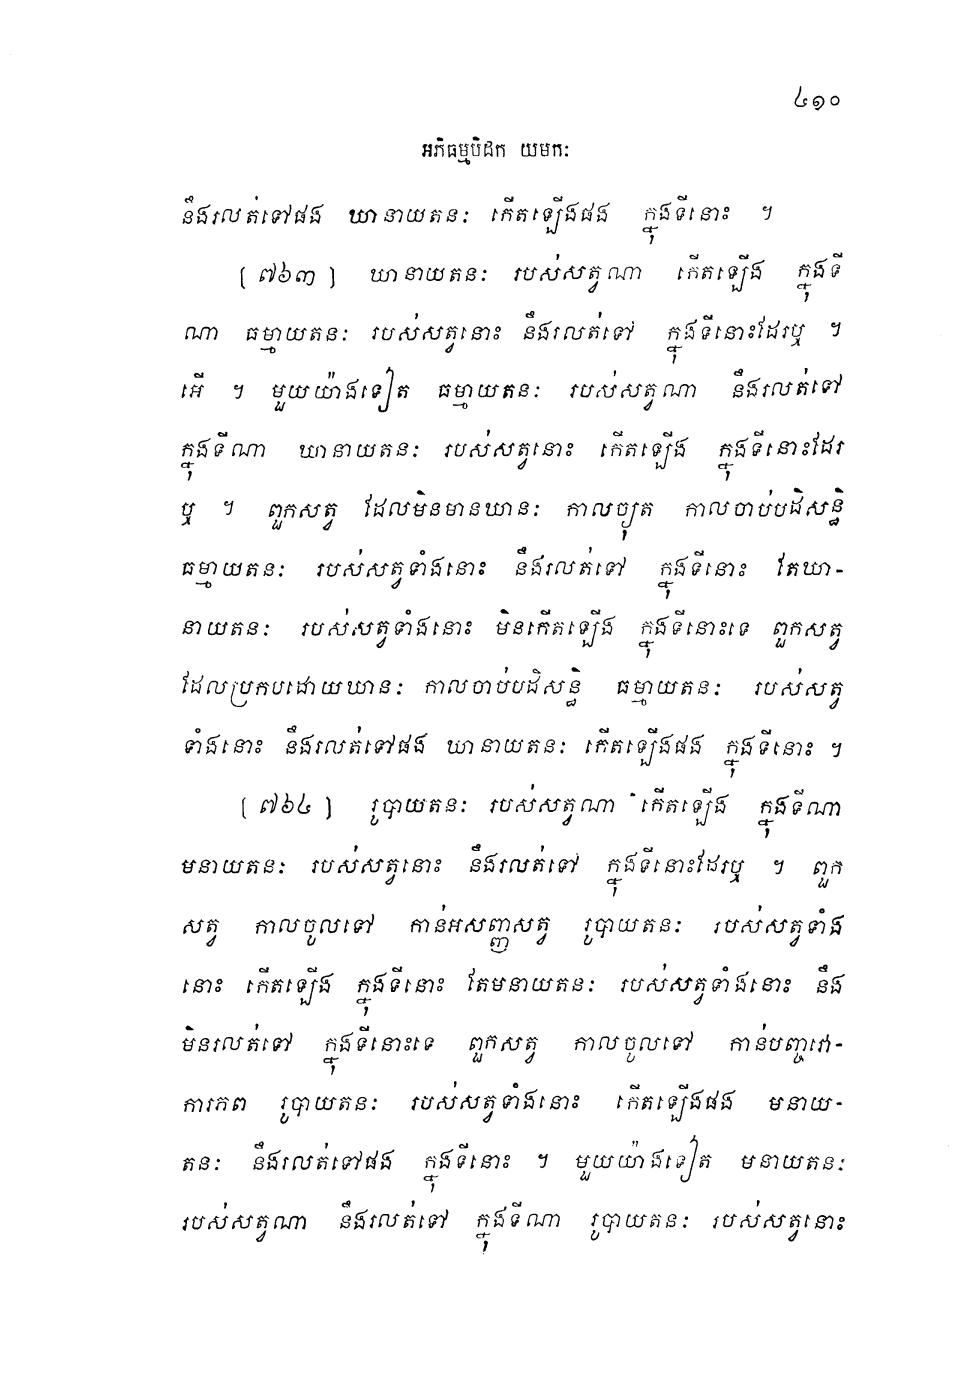 ៤១០
អភិធម្មបិដក យមកៈ
នឹងរលត់ទៅផង ឃានាយតនៈ កើតឡើងផង ក្នុងទីនោះ ។
[ ៧៦៣ ] ឃានាយតនៈ របស់សត្វណា កើតឡើង ក្នុងទី
ណា ធម្មាយតនៈ របស់សត្វនោះ នឹងរលត់ទៅ ក្នុងទីនោះដែរឬ ។
អើ ។ មួយយ៉ាងទៀត ធម្មាយតនៈ របស់សត្វណា នឹងរលត់ទៅ
ក្នុងទីណា ឃានាយតនៈ របស់សត្វនោះ កើតឡើង ក្នុងទីនោះដែរ
ឬ ។ ពួកសត្វ ដែលមិនមានឃានៈ កាលច្យុត កាលចាប់បដិសន្ធិ
ធម្មាយតនៈ របស់សត្វទាំងនោះ នឹងរលត់ទៅ ក្នុងទីនោះ តែឃា-
នាយតនៈ របស់សត្វទាំងនោះ មិនកើតឡើង ក្នុងទីនោះទេ ពួកសត្វ
ដែលប្រកបដោយឃានៈ កាលចាប់បដិសន្ធិ ធម្មាយតនៈ របស់សត្វ
ទាំងនោះ នឹងរលត់ទៅផង ឃានាយតនៈ កើតឡើងផង ក្នុងទីនោះ ។
[ ៧៦៤ ] រូបាយតនៈ របស់សត្វណា កើតឡើង ក្នុងទីណា
មនាយតនៈ របស់សត្វនោះ នឹងរលត់ទៅ ក្នុងទីនោះដែរឬ ។ ពួក
សត្វ កាលចូលទៅ កាន់អសញ្ញសត្វ រូបាយតនៈ របស់សត្វទាំង
នោះ កើតឡើង ក្នុងទីនោះ តែមនាយតនៈ របស់សត្វទាំងនោះ នឹង
មិនរលត់ទៅ ក្នុងទីនោះទេ ពួកសត្វ កាលចូលទៅ កាន់បញ្ចវោ-
ការភព រូបាយតនៈ របស់សត្វទាំងនោះ កើតឡើងផង មនាយ-
តនៈ នឹងរលត់ទៅផង ក្នុងទីនោះ ។ មួយយ៉ាងទៀត មនាយតនៈ
របស់សត្វណា នឹងរលត់ទៅ ក្នុងទីណា រូបាយតនៈ របស់សត្វនោះ